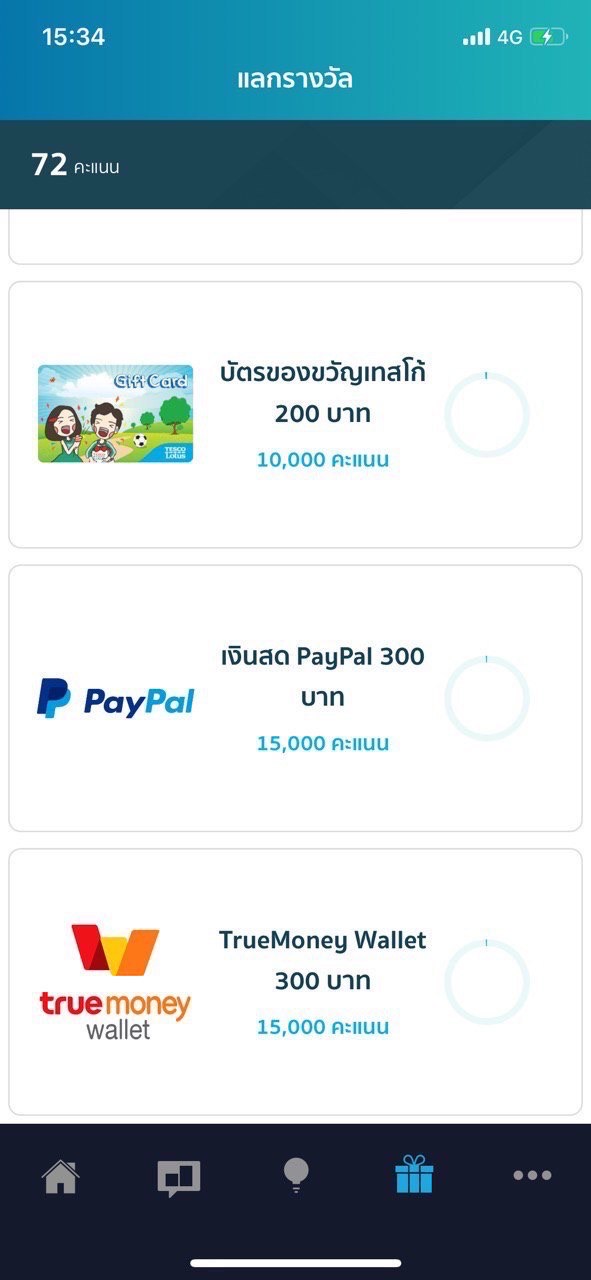 15:34
4G
แลกรางวัล
72 คะแนน
Gift Card
TESCO
Lotus
บัตรของขวัญเทสโก้
200 บาท
10,000 คะแนน
PayPal
เงินสด PayPal 300
บาท
15,000 คะแนน
truemoney
wallet
TrueMoney Wallet
300 บาท
15,000 คะแนน